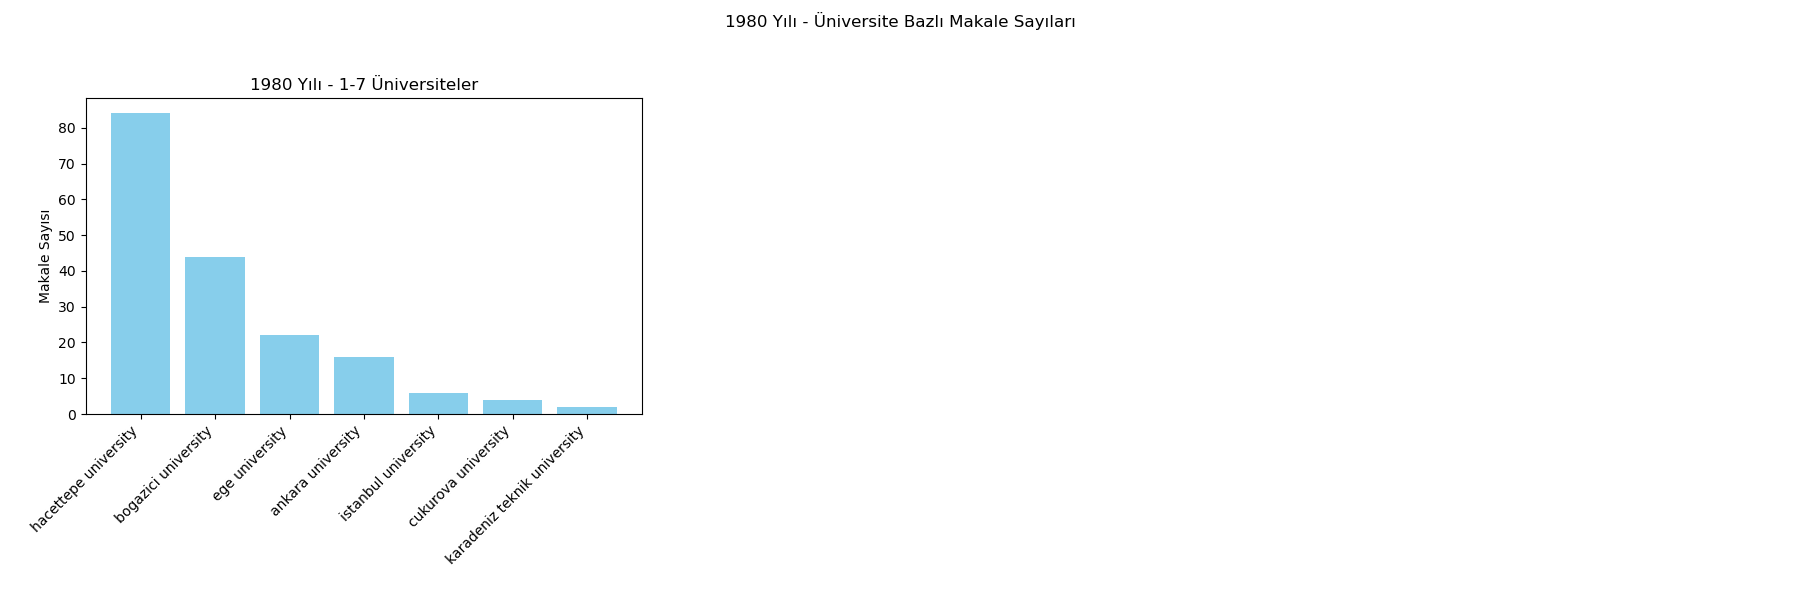 1980 Yılı - Üniversite Bazlı Makale Sayıları
1980 Yılı - 1-7 Üniversiteler
Makale Sayısı
80
70
60
50
40
30
20
10
0
hacettepe university
bogazici university
ege university
ankara university
istanbul university
cukurova university
karadeniz teknik university